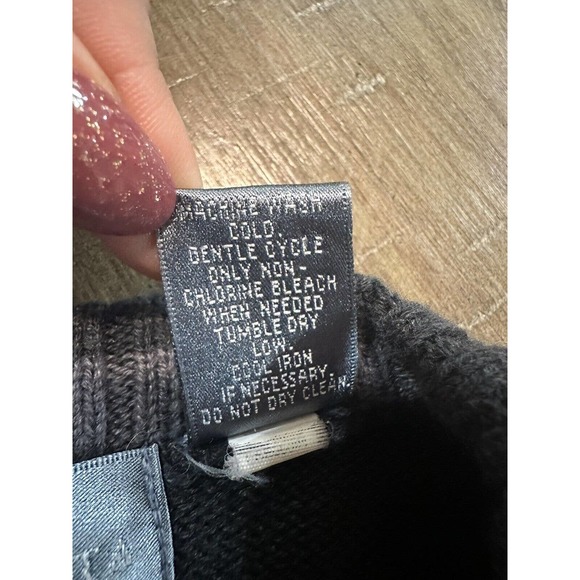 MACHINE WASH
COLD.
GENTLE CYCLE
ONLY NON-
CHLORINE BLEACH
WHEN NEEDED
TUMBLE DRY
LOW.
COOL IRON
IF NECESSARY.
DO NOT DRY CLEAN.